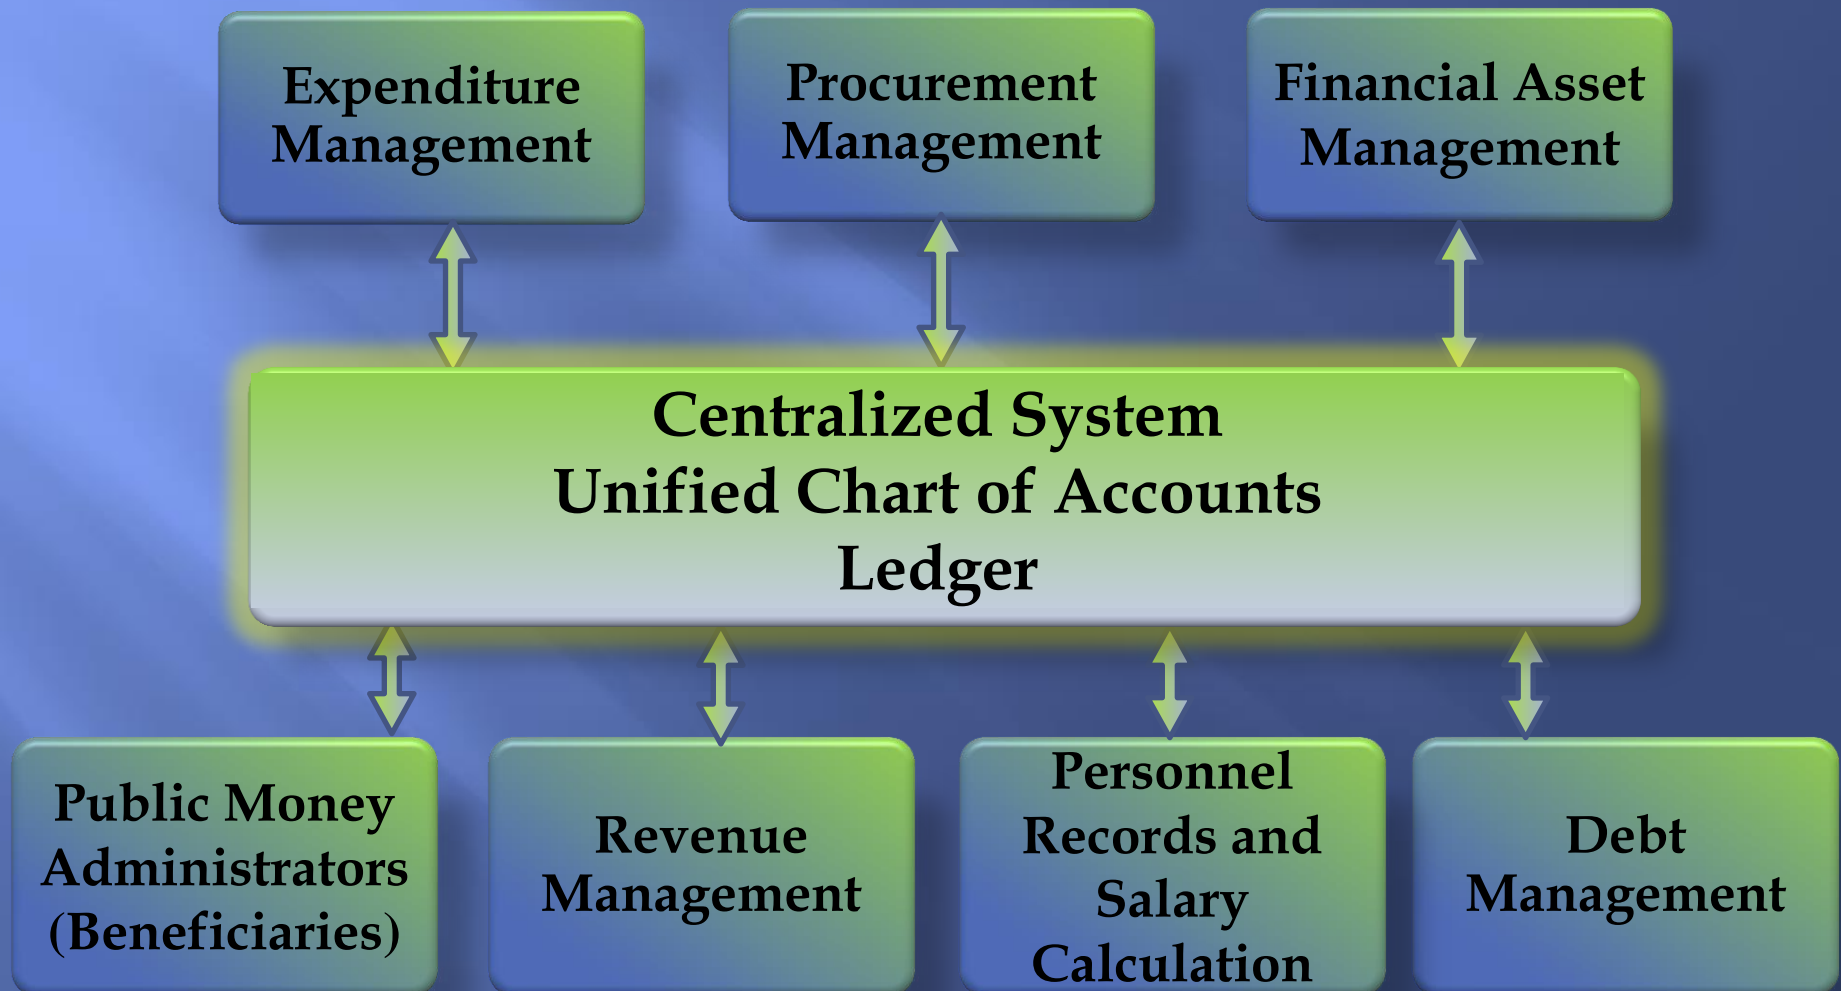 Expenditure
Management
Procurement
Management
Financial Asset
Management
Centralized System
Unified Chart of Accounts
Ledger
Public Money
Administrators
(Beneficiaries)
Revenue
Management
Personnel
Records and
Salary
Calculation
Debt
Management